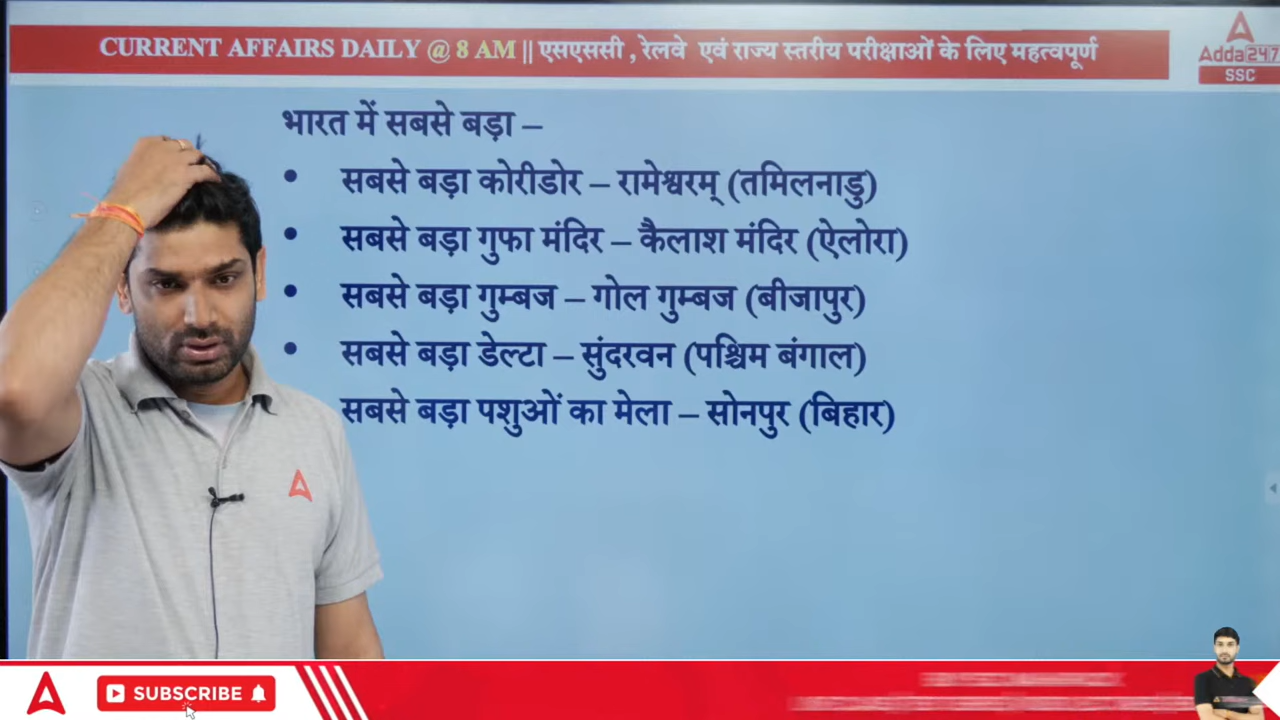 CURRENT AFFAIRS DAILY @ 8 AM || एसएससी , रेलवे एवं राज्य स्तरीय परीक्षाओं के लिए महत्वपूर्ण
Adda247
SSC
भारत में सबसे बड़ा –
• सबसे बड़ा कोरीडोर – रामेश्वरम् (तमिलनाडु)
• सबसे बड़ा गुफा मंदिर – कैलाश मंदिर (ऐलोरा)
• सबसे बड़ा गुम्बज – गोल गुम्बज (बीजापुर)
• सबसे बड़ा डेल्टा – सुंदरवन (पश्चिम बंगाल)
सबसे बड़ा पशुओं का मेला – सोनपुर (बिहार)
SUBSCRIBE